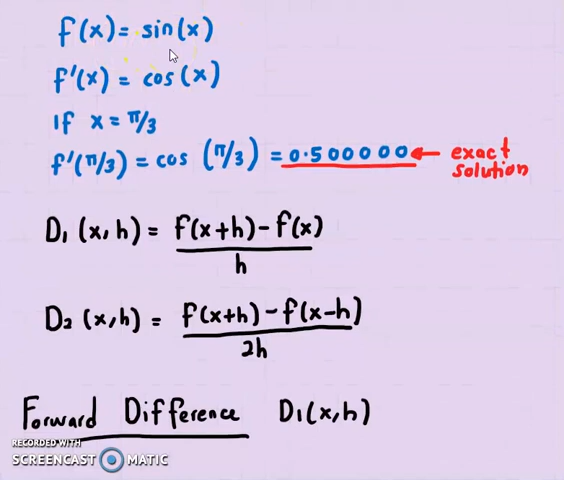 f(x) = sin(x)
f'(x) = cos(x)
If x = π/3
f'(π/3) = cos (π/3) = 0.500000 ← exact solution
D₁ (x,h) = f(x+h) - f(x) / h
D₂ (x,h) = f(x+h) - f(x-h) / 2h
Forward Difference D₁(x,h)
RECORDED WITH
SCREENCAST MATIC